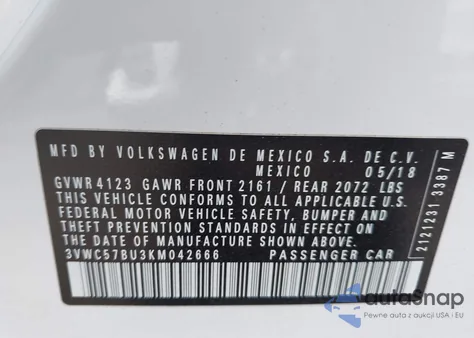 MFD BY VOLKSWAGEN DE MEXICO S.A. DE C.V.
MEXICO 05/18
GVWR 4123 GAWR FRONT 2161 / REAR 2072 LBS
THIS VEHICLE CONFORMS TO ALL APPLICABLE U.S.
FEDERAL MOTOR VEHICLE SAFETY, BUMPER AND
THEFT PREVENTION STANDARDS IN EFFECT ON THE
DATE OF MANUFACTURE SHOWN ABOVE.
3VWC57BU3KM042666 PASSENGER CAR
2121231 3387 M
autoSnap
Pewne auta z aukcji USA i EU